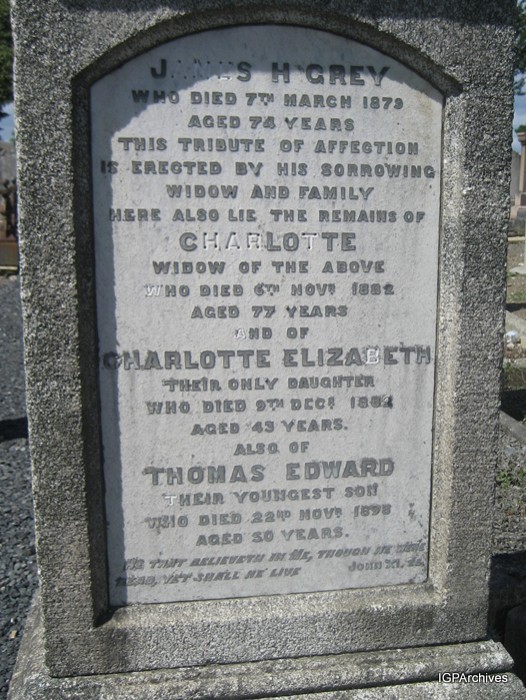 JAMES H GREY
WHO DIED 7TH MARCH 1879
AGED 74 YEARS
THIS TRIBUTE OF AFFECTION
IS ERECTED BY HIS SORROWING
WIDOW AND FAMILY
HERE ALSO LIE THE REMAINS OF
CHARLOTTE
WIDOW OF THE ABOVE
WHO DIED 6TH NOVR 1882
AGED 77 YEARS
AND OF
CHARLOTTE ELIZABETH
THEIR ONLY DAUGHTER
WHO DIED 9TH DECR 1882
AGED 43 YEARS.
ALSO OF
THOMAS EDWARD
THEIR YOUNGEST SON
WHO DIED 22ND NOVR 1898
AGED 50 YEARS.
HE THAT BELIEVETH IN ME, THOUGH HE WERE
DEAD, YET SHALL HE LIVE JOHN XI.
IGPArchives